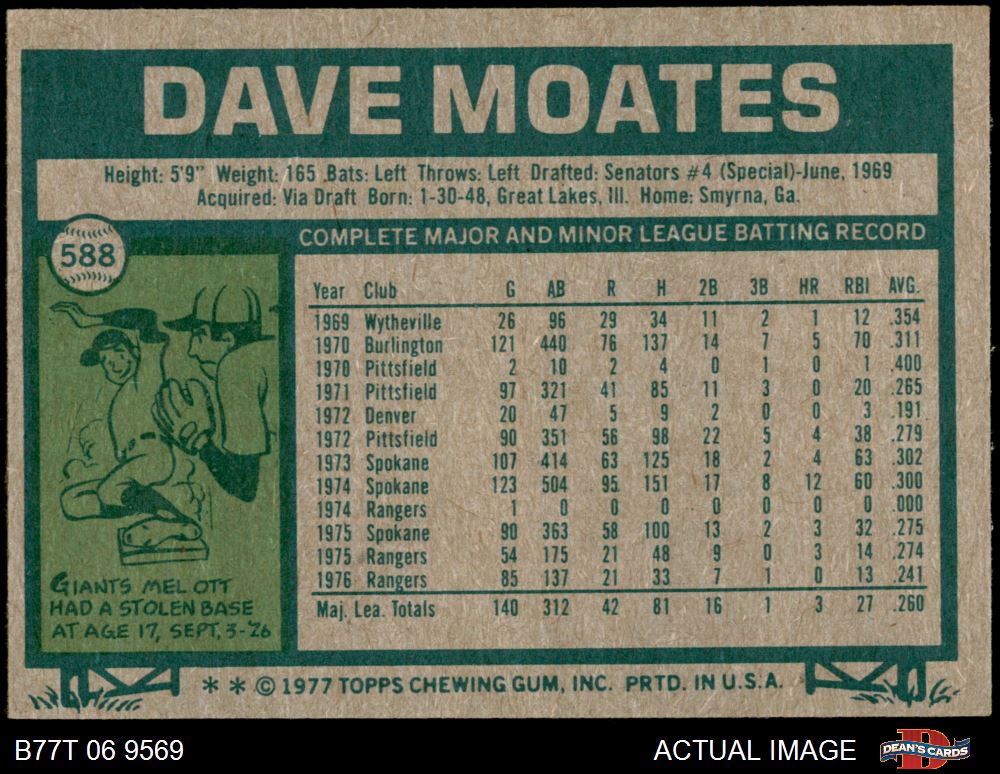 DAVE MOATES
Height: 5'9" Weight: 165 Bats: Left Throws: Left Drafted: Senators #4 (Special)-June, 1969
Acquired: Via Draft Born: 1-30-48, Great Lakes, Ill. Home: Smyrna, Ga.
588
COMPLETE MAJOR AND MINOR LEAGUE BATTING RECORD
Year Club G AB R H 2B 3B HR RBI AVG.
1969 Wytheville 26 96 29 34 11 2 1 12 .354
1970 Burlington 121 440 76 137 14 7 5 70 .311
1970 Pittsfield 2 10 2 4 0 1 0 1 .400
1971 Pittsfield 97 321 41 85 11 3 0 20 .265
1972 Denver 20 47 5 9 2 0 0 3 .191
1972 Pittsfield 90 351 56 98 22 5 4 38 .279
1973 Spokane 107 414 63 125 18 2 4 63 .302
1974 Spokane 123 504 95 151 17 8 12 60 .300
1974 Rangers 1 0 0 0 0 0 0 0 .000
1975 Spokane 90 363 58 100 13 2 3 32 .275
1975 Rangers 54 175 21 48 9 0 3 14 .274
1976 Rangers 85 137 21 33 7 1 0 13 .241
Maj. Lea. Totals 140 312 42 81 16 1 3 27 .260
GIANTS MEL OTT
HAD A STOLEN BASE
AT AGE 17, SEPT, 3-26
* * © 1977 TOPPS CHEWING GUM, INC. PRTD. IN U.S.A.
B77T 06 9569
ACTUAL IMAGE
DEAN'S CARDS